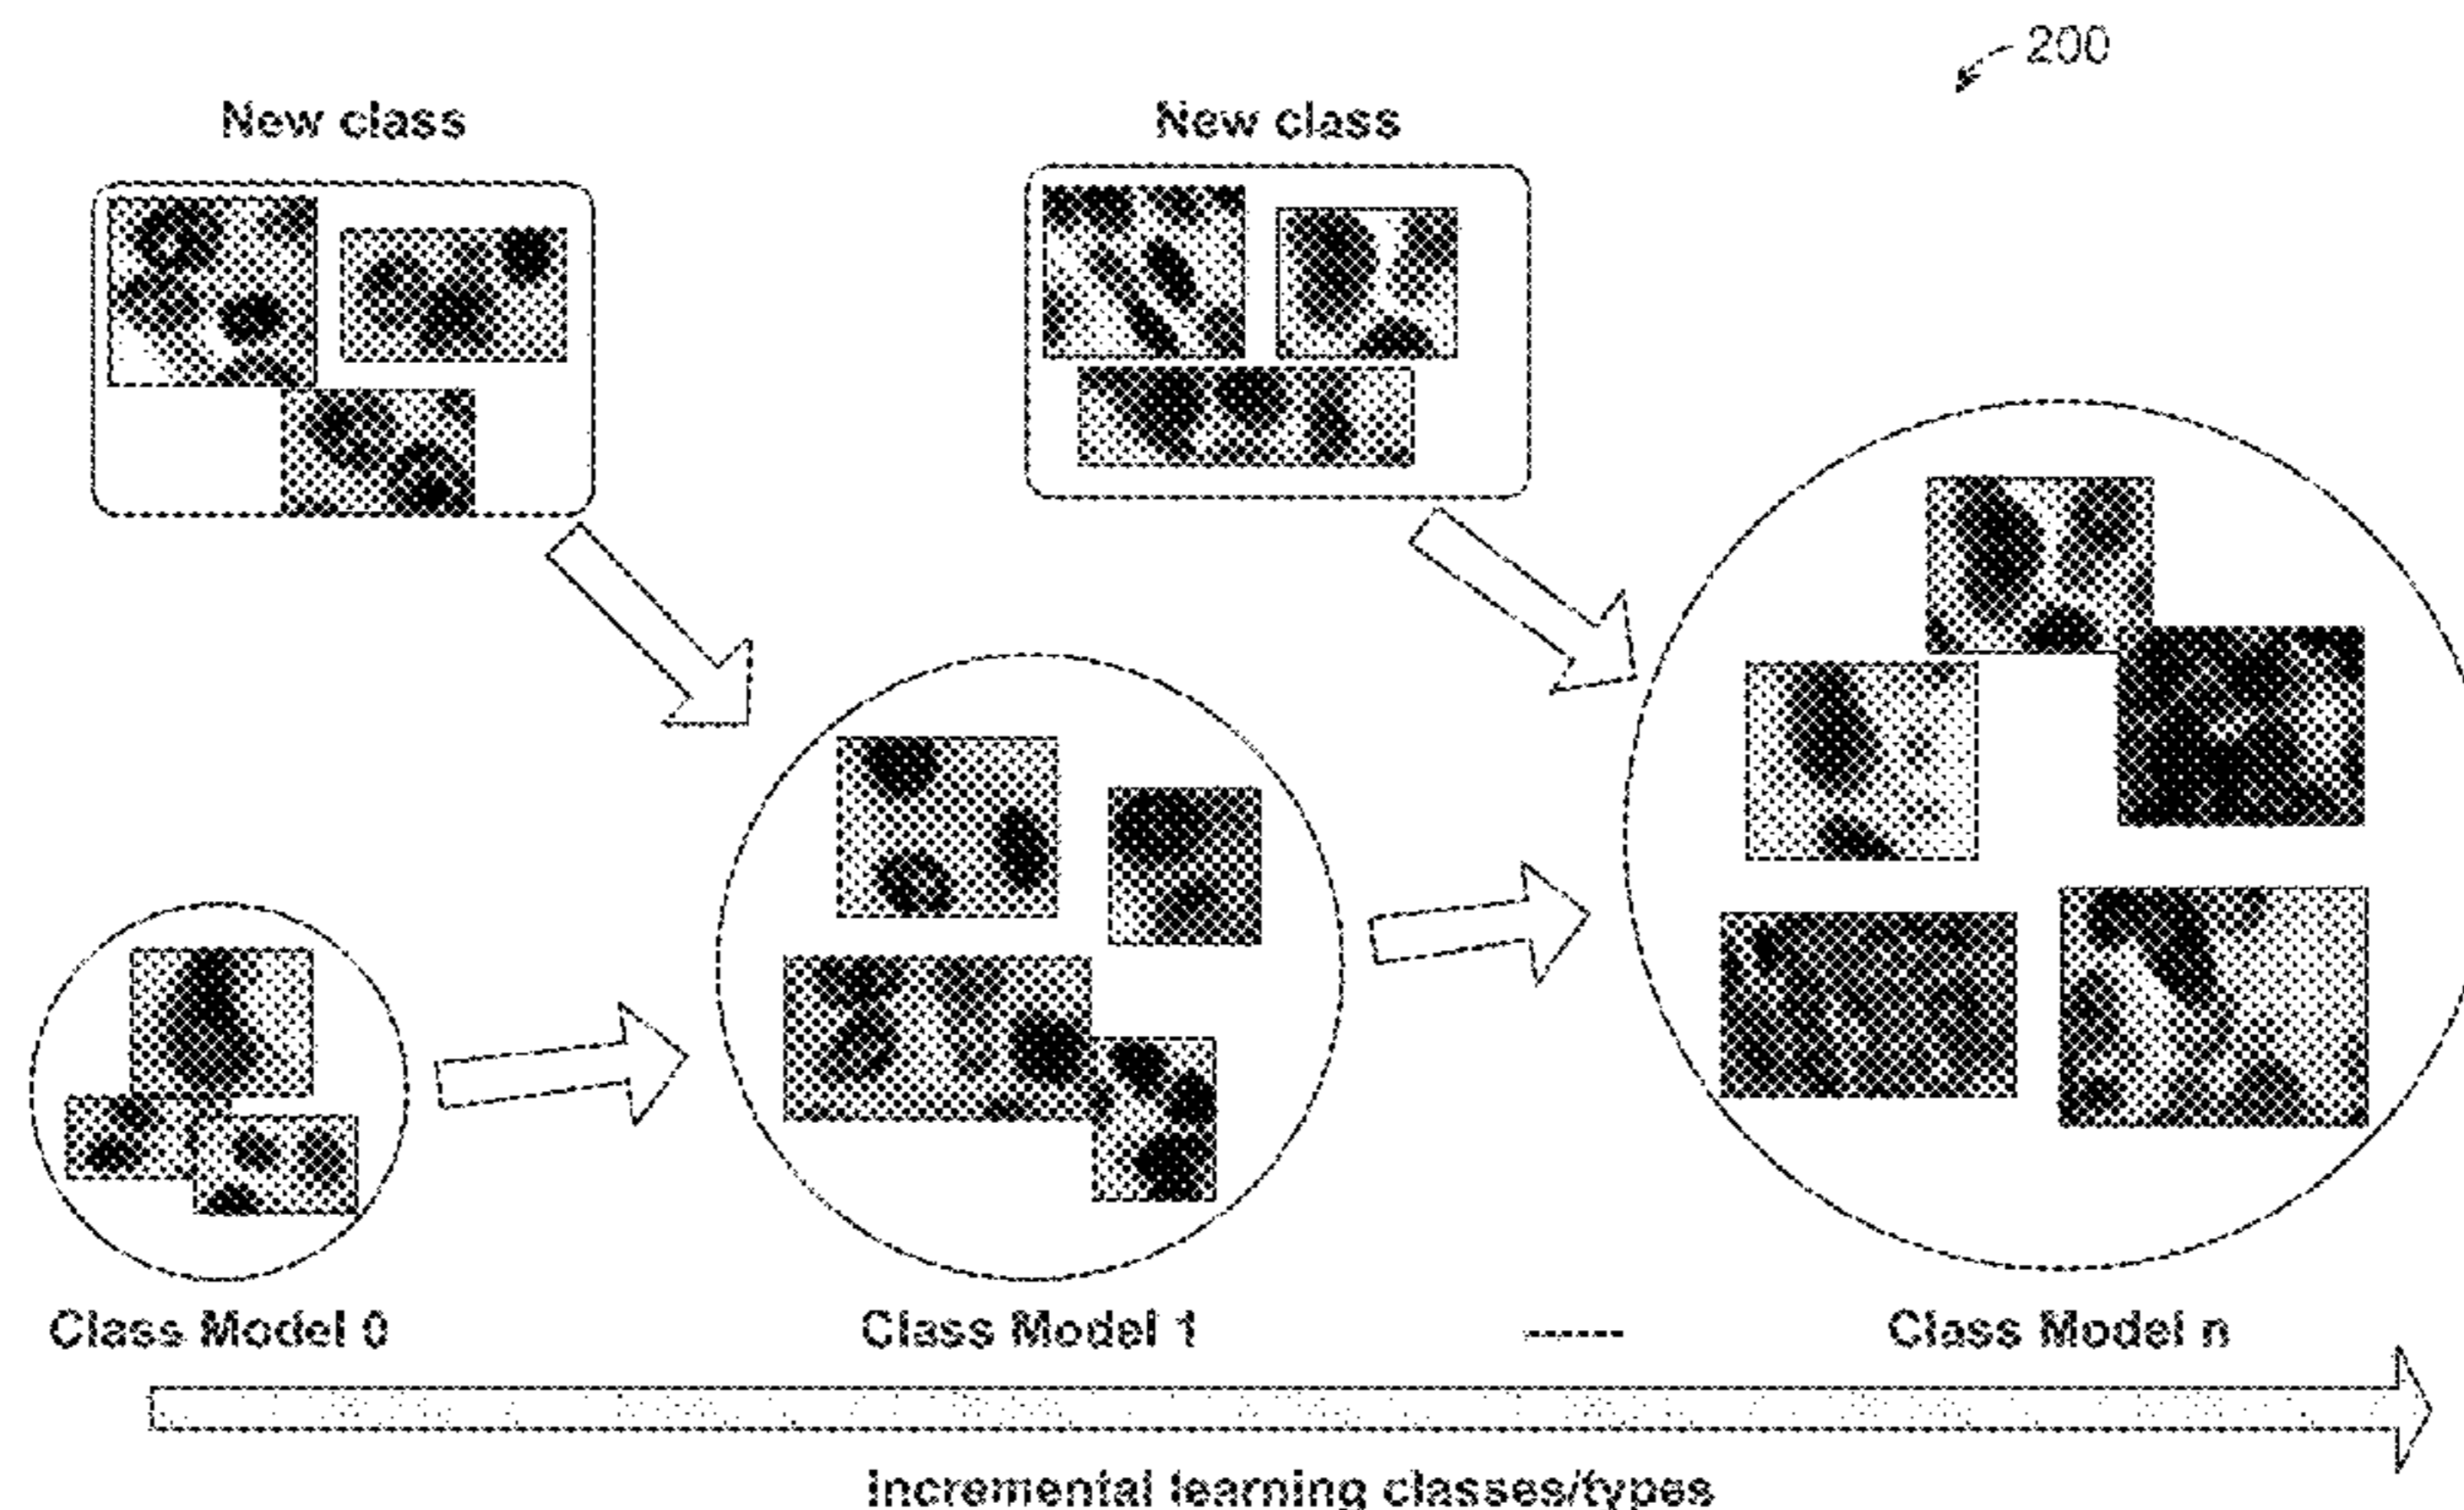 200
New class
New class
Class Model 0
Class Model 1
------
Class Model n
Incremental learning classes/types